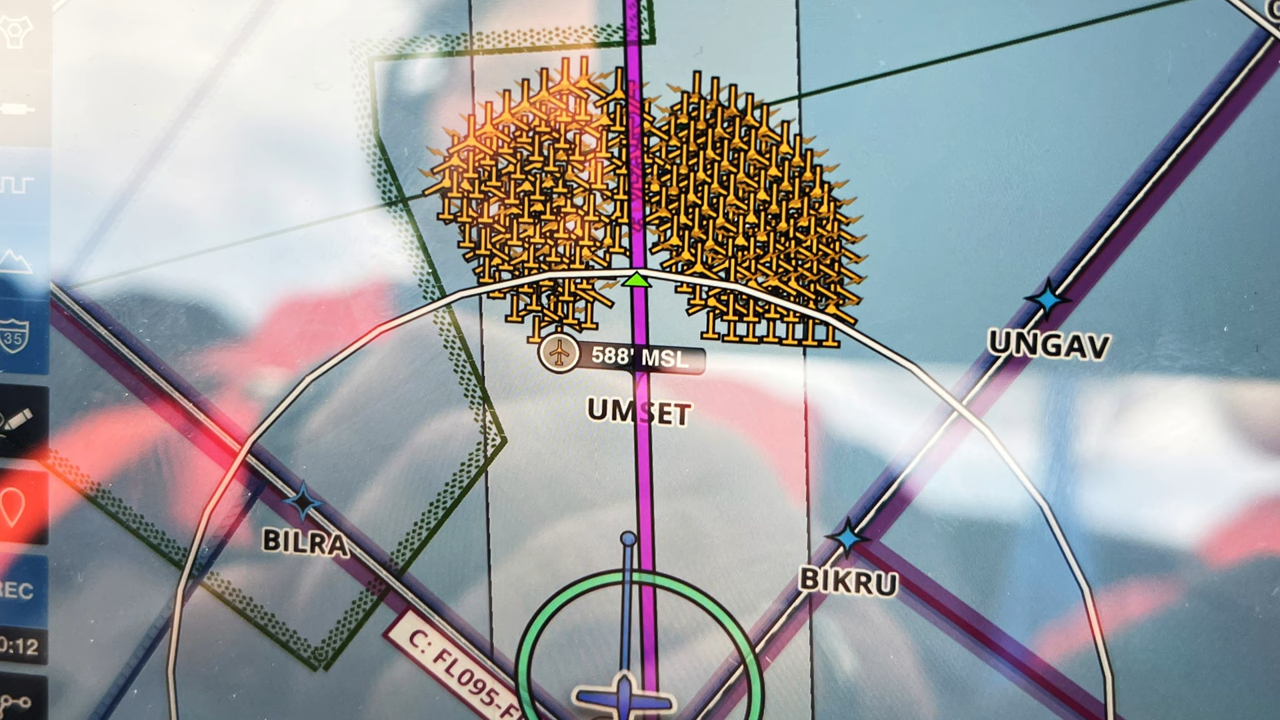 35
588' MSL
UNGAV
UMSET
BILRA
BIKRU
REC
0:12
C: FL095-F